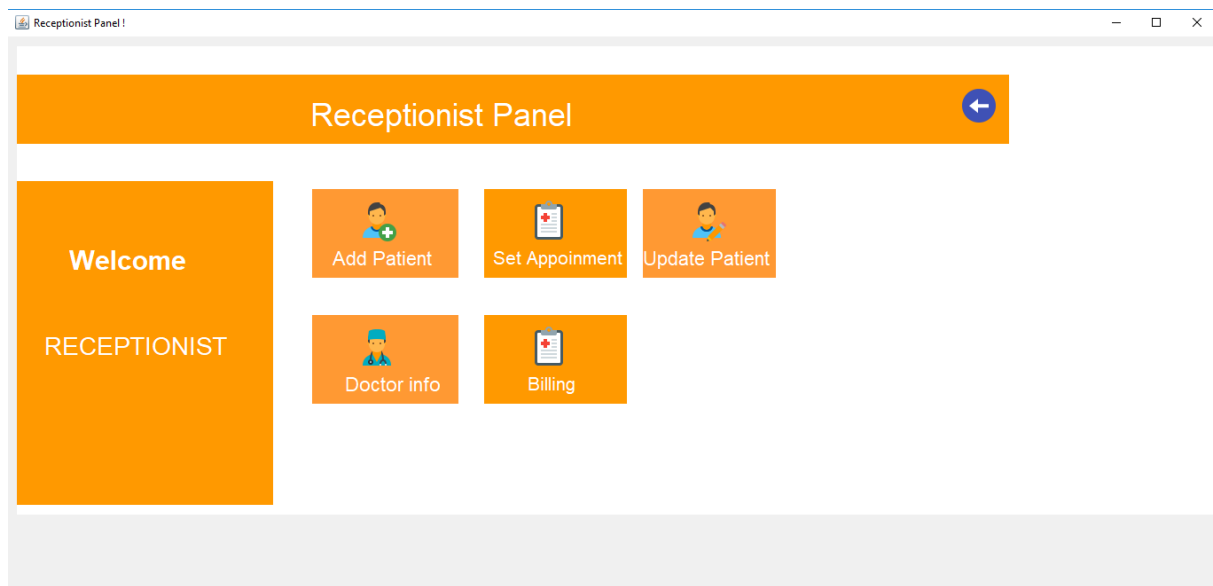 Receptionist Panel !
Receptionist Panel
Welcome
RECEPTIONIST
Add Patient
Set Appoinment
Update Patient
Doctor info
Billing